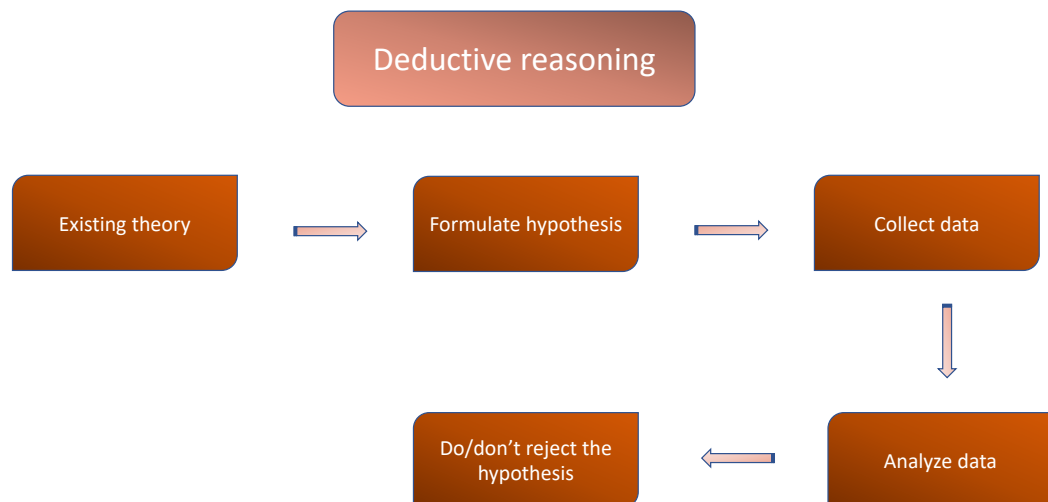 Deductive reasoning
Existing theory
Formulate hypothesis
Collect data
Analyze data
Do/don’t reject the
hypothesis